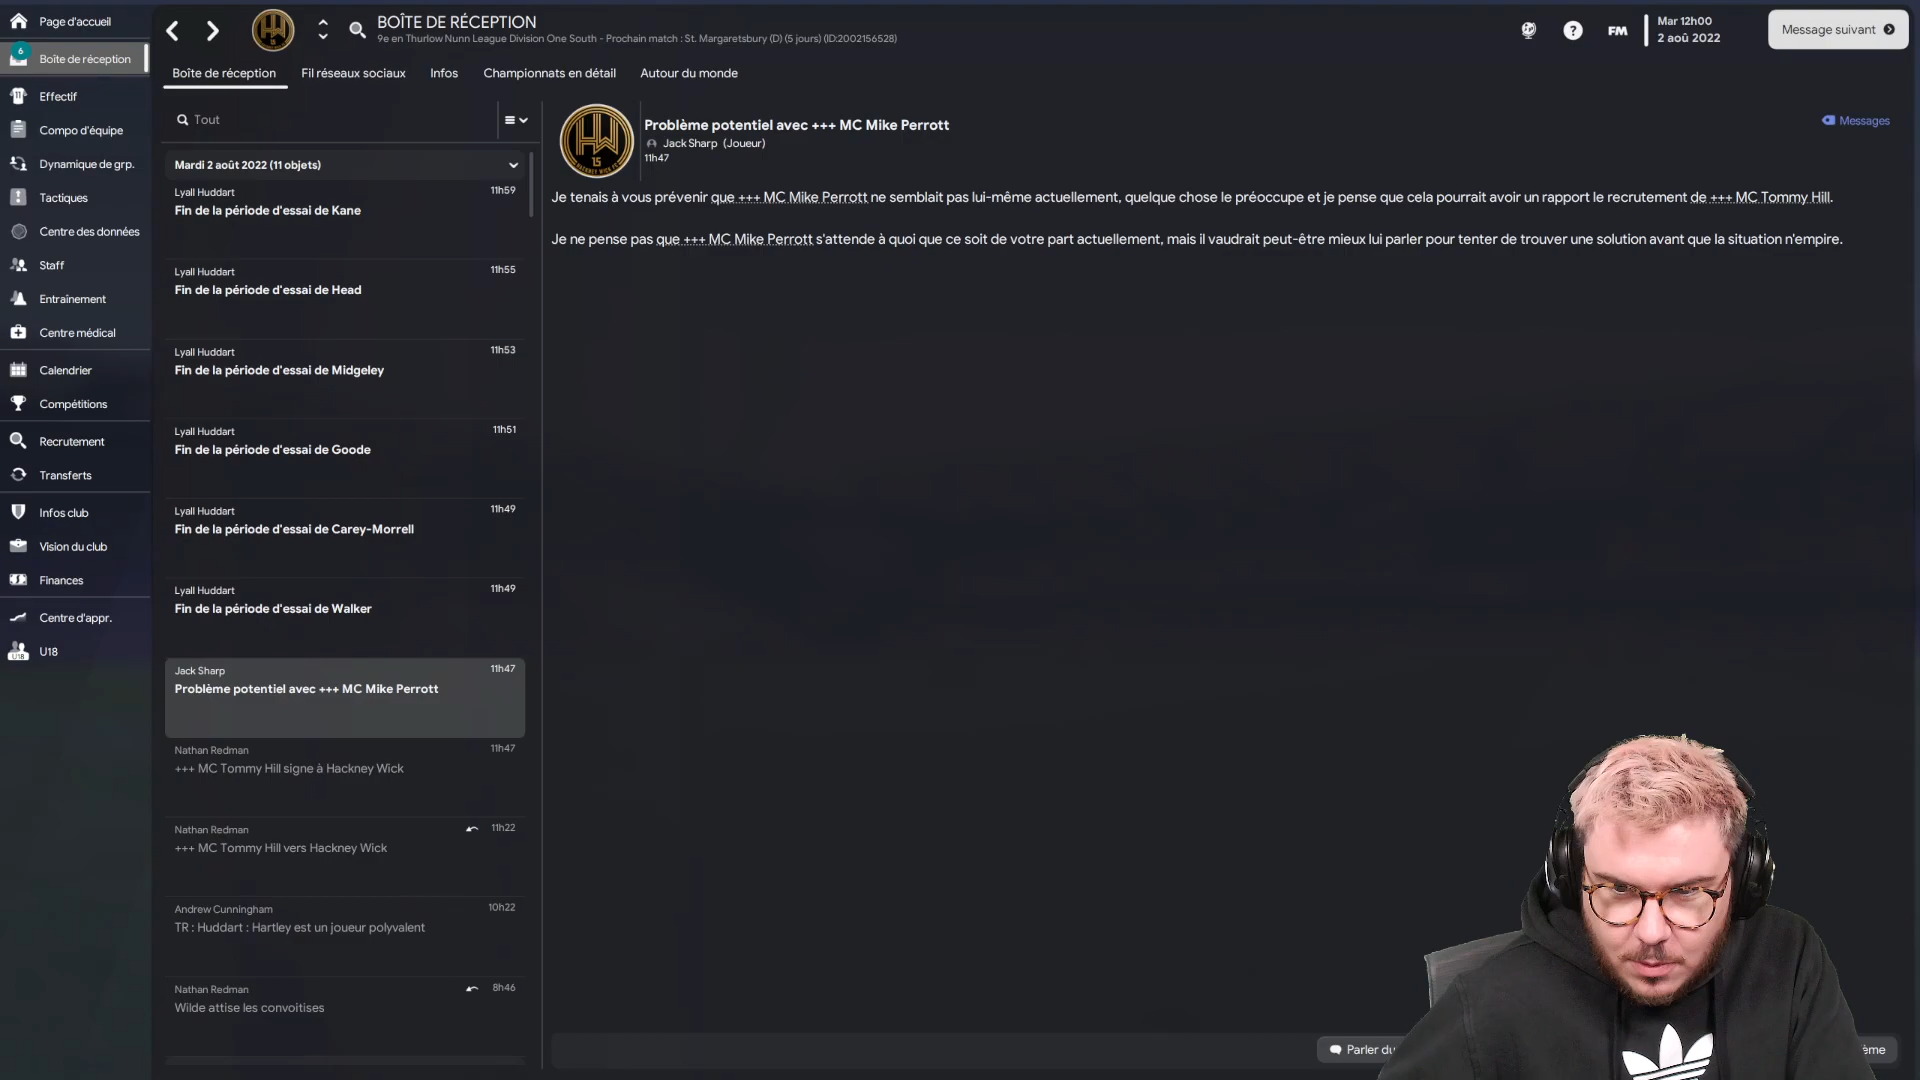 Page d'accueil
6
Boîte de réception
Effectif
Compo d'équipe
Dynamique de grp.
Tactiques
Centre des données
Staff
Entraînement
Centre médical
Calendrier
Compétitions
Recrutement
Transferts
Infos club
Vision du club
Finances
Centre d'appr.
U18
U18
BOÎTE DE RÉCEPTION
9e en Thurlow Nunn League Division One South - Prochain match : St. Margaretsbury (D) (5 jours) (ID:2002156528)
FM
Mar 12h00
2 aoû 2022
Message suivant
Boîte de réception
Fil réseaux sociaux
Infos
Championnats en détail
Autour du monde
Tout
Mardi 2 août 2022 (11 objets)
Lyall Huddart 11h59
Fin de la période d'essai de Kane
Lyall Huddart 11h55
Fin de la période d'essai de Head
Lyall Huddart 11h53
Fin de la période d'essai de Midgeley
Lyall Huddart 11h51
Fin de la période d'essai de Goode
Lyall Huddart 11h49
Fin de la période d'essai de Carey-Morrell
Lyall Huddart 11h49
Fin de la période d'essai de Walker
Jack Sharp 11h47
Problème potentiel avec +++ MC Mike Perrott
Nathan Redman 11h47
+++ MC Tommy Hill signe à Hackney Wick
Nathan Redman 11h22
+++ MC Tommy Hill vers Hackney Wick
Andrew Cunningham 10h22
TR : Huddart : Hartley est un joueur polyvalent
Nathan Redman 8h46
Wilde attise les convoitises
HW
15
HACKNEY WICK FC
Problème potentiel avec +++ MC Mike Perrott
Jack Sharp (Joueur)
11h47
Messages
Je tenais à vous prévenir que +++ MC Mike Perrott ne semblait pas lui-même actuellement, quelque chose le préoccupe et je pense que cela pourrait avoir un rapport le recrutement de +++ MC Tommy Hill.
Je ne pense pas que +++ MC Mike Perrott s'attende à quoi que ce soit de votre part actuellement, mais il vaudrait peut-être mieux lui parler pour tenter de trouver une solution avant que la situation n'empire.
Parler du
ème